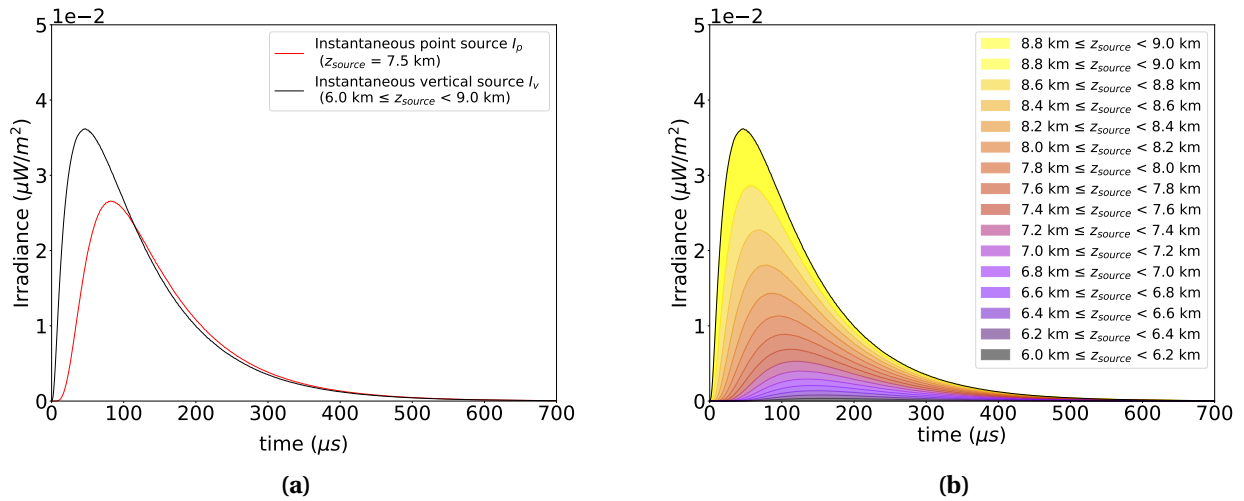 1e−2
Irradiance (μW/m²)
5
4
3
2
1
0
0 100 200 300 400 500 600 700
time (μs)
Instantaneous point source I_p
(z_source = 7.5 km)
Instantaneous vertical source I_v
(6.0 km ≤ z_source < 9.0 km)
(a)
1e−2
Irradiance (μW/m²)
5
4
3
2
1
0
0 100 200 300 400 500 600 700
time (μs)
8.8 km ≤ z_source < 9.0 km
8.8 km ≤ z_source < 9.0 km
8.6 km ≤ z_source < 8.8 km
8.4 km ≤ z_source < 8.6 km
8.2 km ≤ z_source < 8.4 km
8.0 km ≤ z_source < 8.2 km
7.8 km ≤ z_source < 8.0 km
7.6 km ≤ z_source < 7.8 km
7.4 km ≤ z_source < 7.6 km
7.2 km ≤ z_source < 7.4 km
7.0 km ≤ z_source < 7.2 km
6.8 km ≤ z_source < 7.0 km
6.6 km ≤ z_source < 6.8 km
6.4 km ≤ z_source < 6.6 km
6.2 km ≤ z_source < 6.4 km
6.0 km ≤ z_source < 6.2 km
(b)